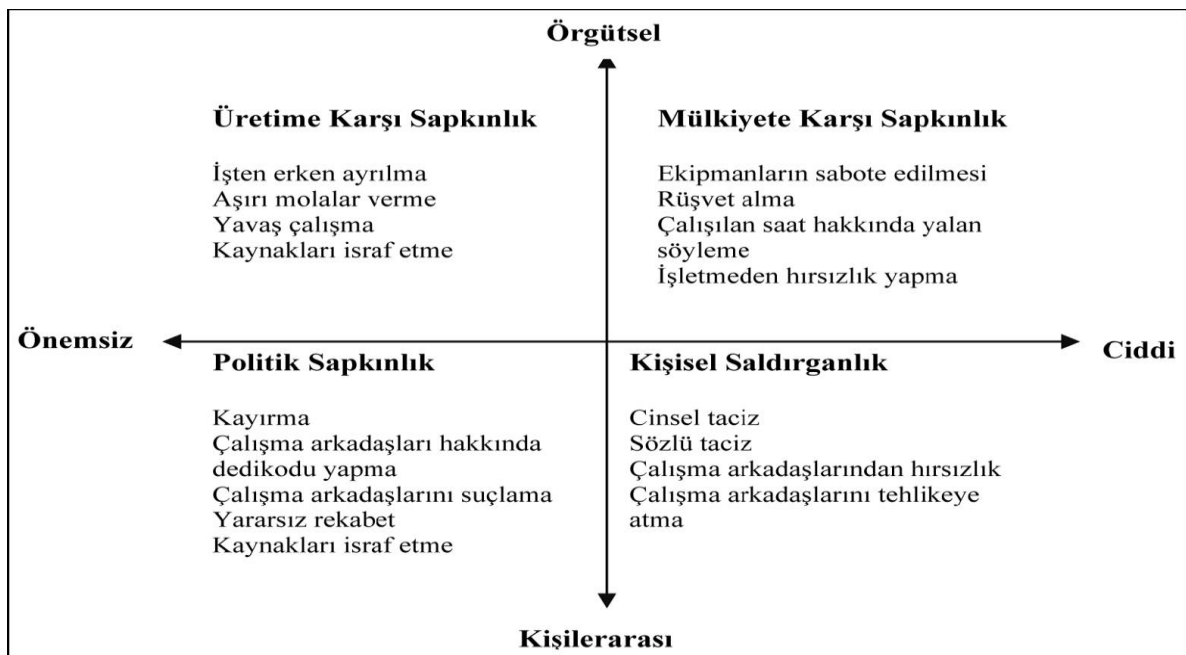 Örgütsel
Üretime Karşı Sapkınlık
İşten erken ayrılma
Aşırı molalar verme
Yavaş çalışma
Kaynakları israf etme
Mülkiyete Karşı Sapkınlık
Ekipmanların sabote edilmesi
Rüşvet alma
Çalışılan saat hakkında yalan
söyleme
İşletmeden hırsızlık yapma
Önemsiz
Ciddi
Politik Sapkınlık
Kayırma
Çalışma arkadaşları hakkında
dedikodu yapma
Çalışma arkadaşlarını suçlama
Yararsız rekabet
Kaynakları israf etme
Kişisel Saldırganlık
Cinsel taciz
Sözlü taciz
Çalışma arkadaşlarından hırsızlık
Çalışma arkadaşlarını tehlikeye
atma
Kişilerarası